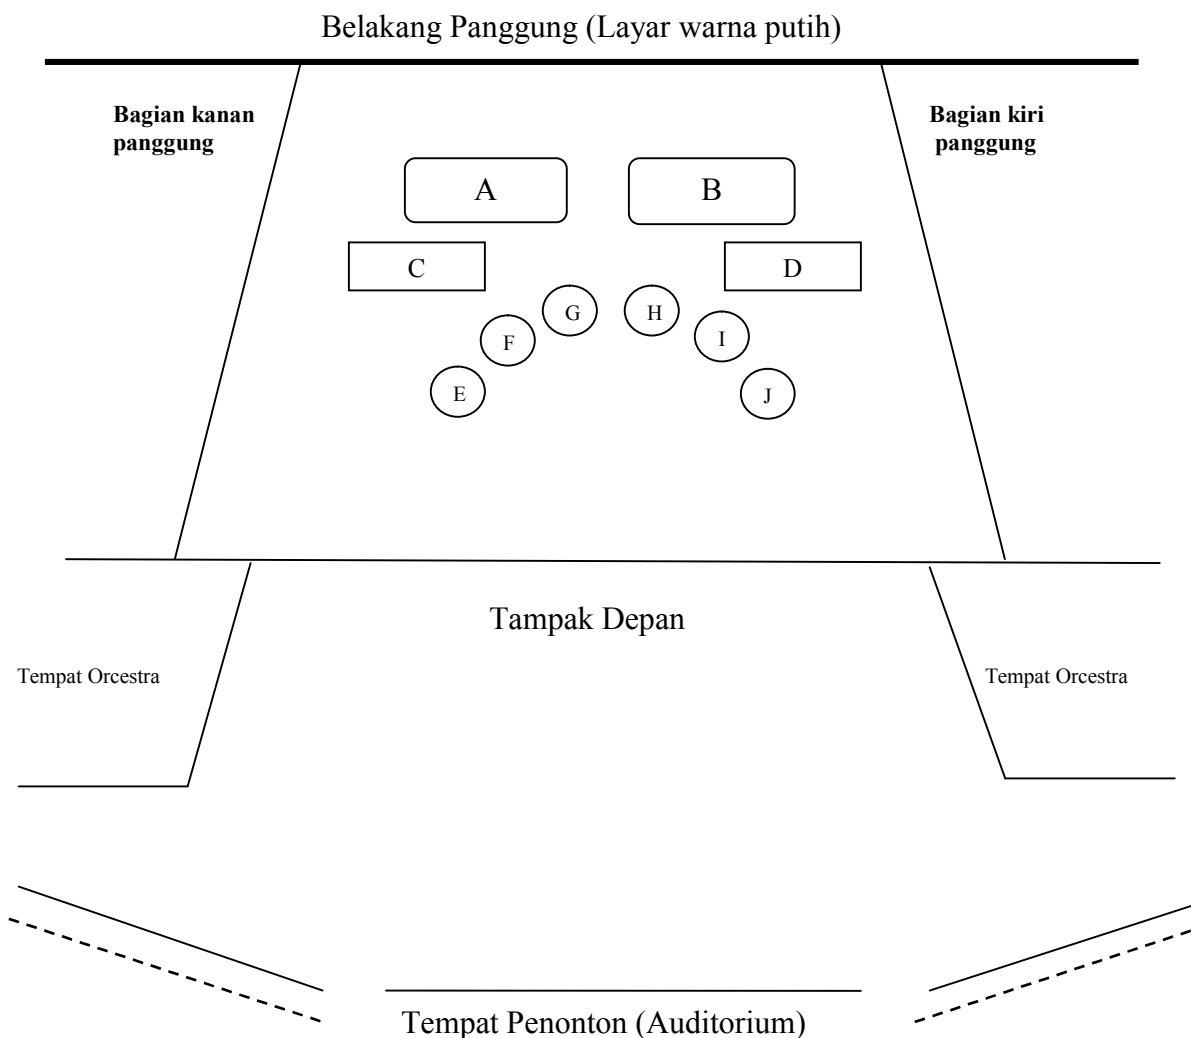 Belakang Panggung (Layar warna putih)
Bagian kanan
panggung
Bagian kiri
panggung
A
B
C
D
G
H
F
I
E
J
Tampak Depan
Tempat Orcestra
Tempat Orcestra
Tempat Penonton (Auditorium)